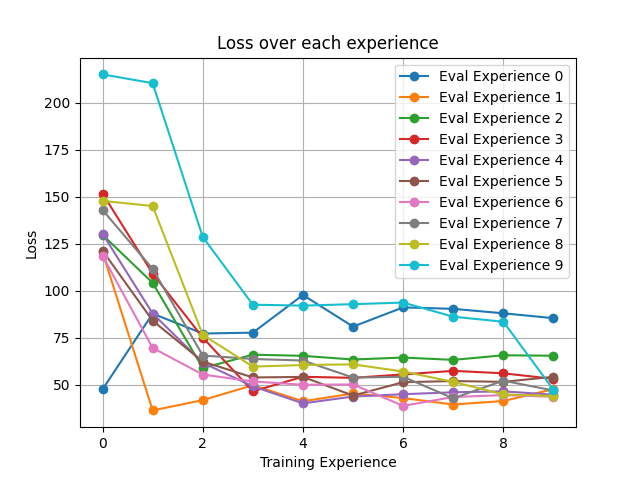 Loss over each experience
Loss
200
175
150
125
100
75
50
0
2
4
6
8
Training Experience
Eval Experience 0
Eval Experience 1
Eval Experience 2
Eval Experience 3
Eval Experience 4
Eval Experience 5
Eval Experience 6
Eval Experience 7
Eval Experience 8
Eval Experience 9